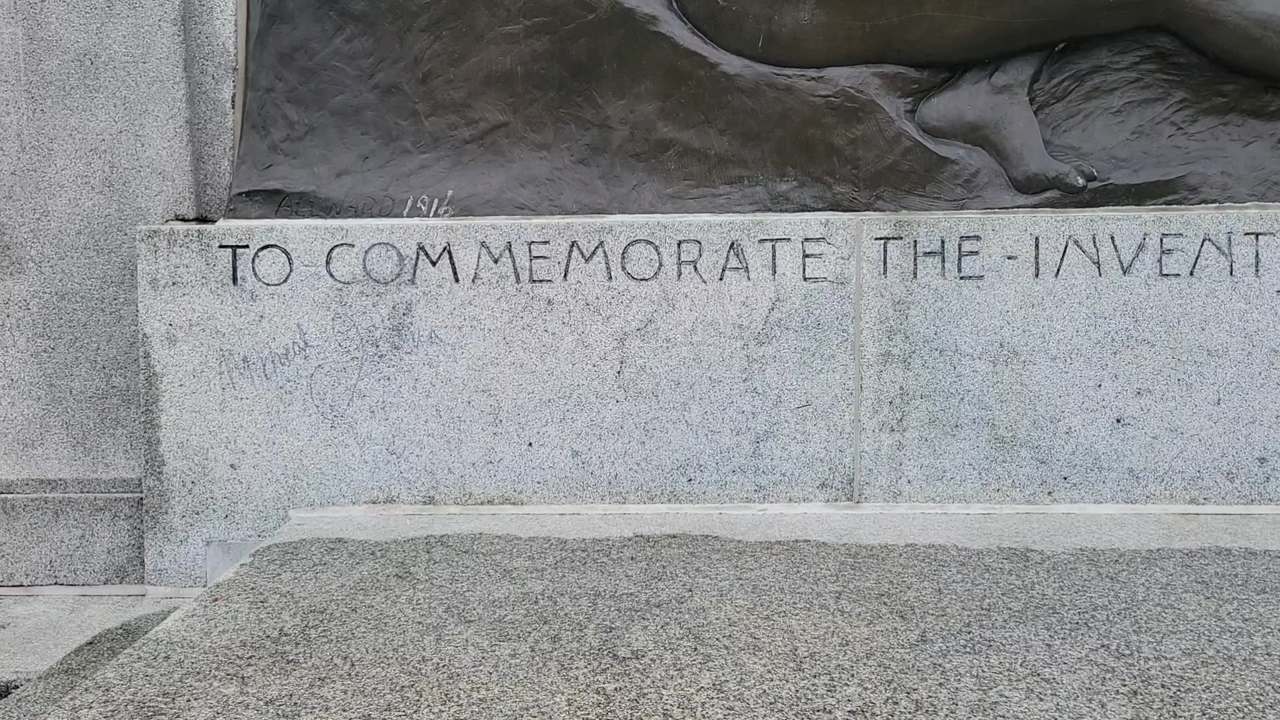 ALLWARD 1916
TO COMMEMORATE THE - INVENT